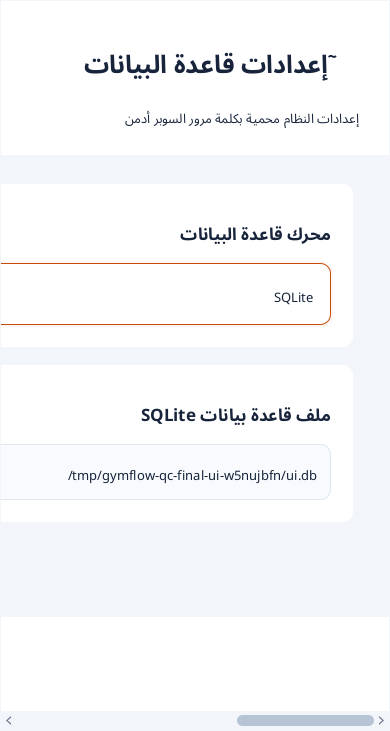 إعدادات قاعدة البيانات
إعدادات النظام محمية بكلمة مرور السوبر أدمن
محرك قاعدة البيانات
SQLite
ملف قاعدة بيانات SQLite
/tmp/gymflow-qc-final-ui-w5nujbfn/ui.db